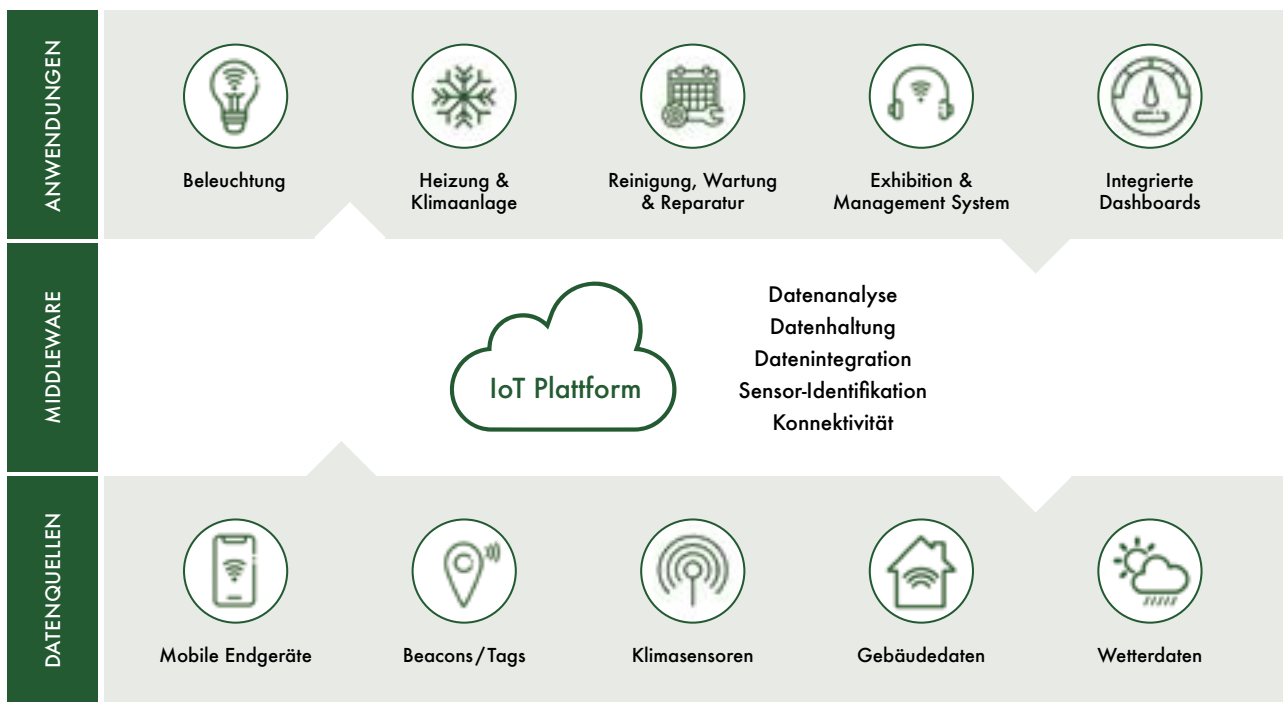 ANWENDUNGEN
Beleuchtung
Heizung &
Klimaanlage
Reinigung, Wartung
& Reparatur
Exhibition &
Management System
Integrierte
Dashboards
MIDDLEWARE
IoT Plattform
Datenanalyse
Datenhaltung
Datenintegration
Sensor-Identifikation
Konnektivität
DATENQUELLEN
Mobile Endgeräte
Beacons/Tags
Klimasensoren
Gebäudedaten
Wetterdaten